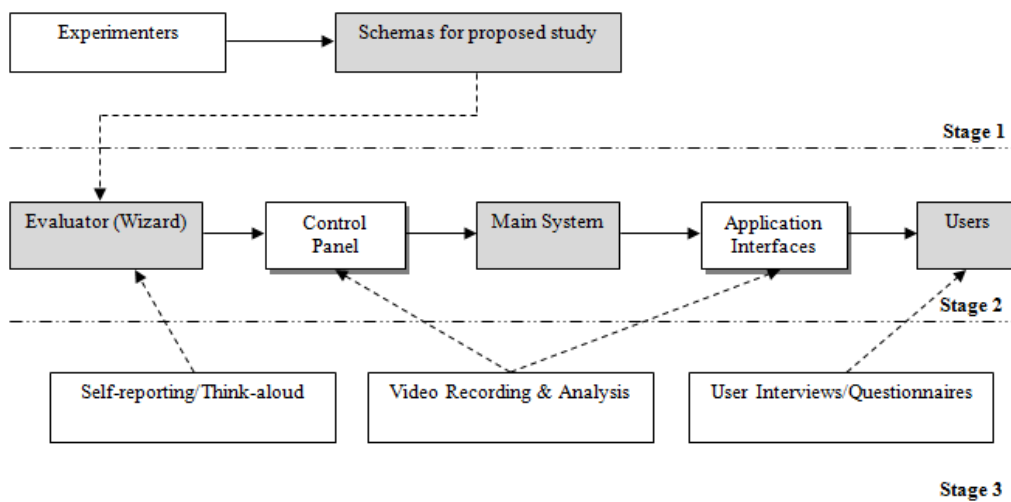 Experimenters
Schemas for proposed study
Stage 1
Evaluator (Wizard)
Control
Panel
Main System
Application
Interfaces
Users
Stage 2
Self-reporting/Think-aloud
Video Recording & Analysis
User Interviews/Questionnaires
Stage 3